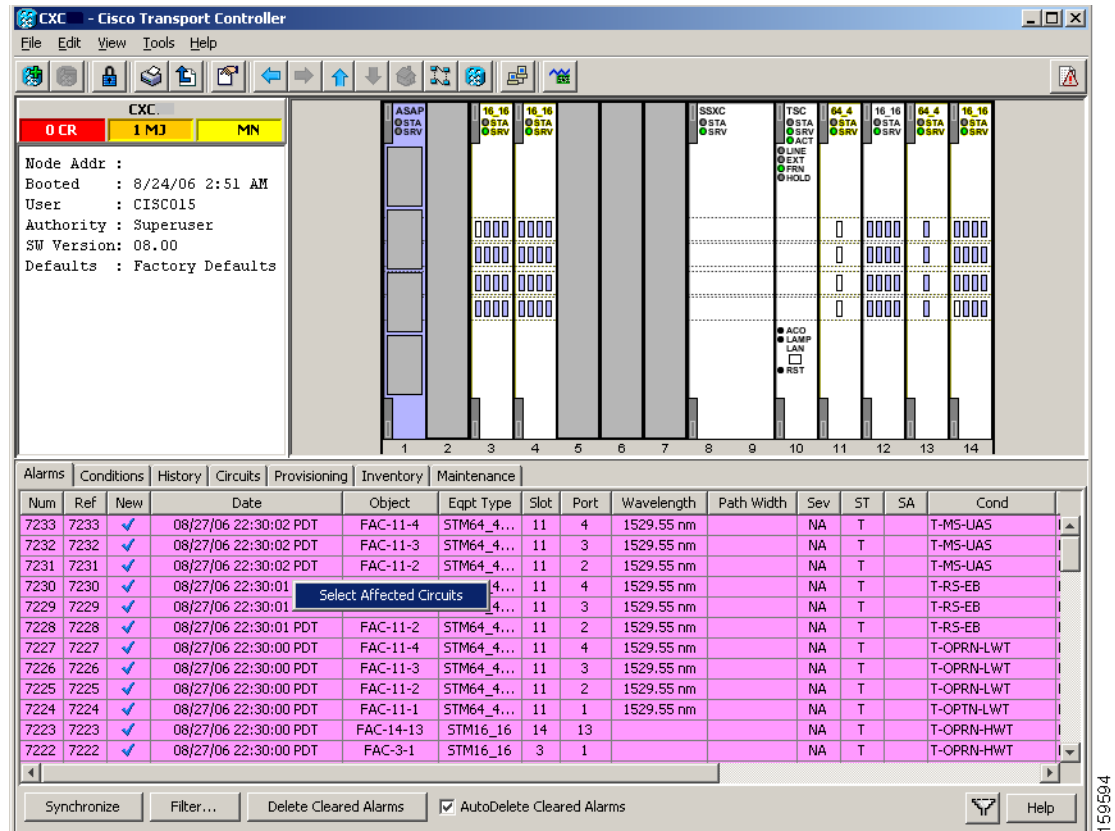 CXC - Cisco Transport Controller
File Edit View Tools Help
CXC.
0 CR 1 MJ MN
Node Addr :
Booted : 8/24/06 2:51 AM
User : CISCO15
Authority : Superuser
SW Version: 08.00
Defaults : Factory Defaults
ASAP 16_16 16_16 SSXC TSC 64_4 16_16 64_4 16_16
STA STA STA STA STA STA STA STA STA
SRV SRV SRV SRV SRV SRV SRV SRV SRV
ACT
LINE
EXT
FRN
HOLD
ACO
LAMP
LAN
RST
1 2 3 4 5 6 7 8 9 10 11 12 13 14
Alarms Conditions History Circuits Provisioning Inventory Maintenance
Num Ref New Date Object Eqpt Type Slot Port Wavelength Path Width Sev ST SA Cond
7233 7233 08/27/06 22:30:02 PDT FAC-11-4 STM64_4... 11 4 1529.55 nm NA T T-MS-UAS
7232 7232 08/27/06 22:30:02 PDT FAC-11-3 STM64_4... 11 3 1529.55 nm NA T T-MS-UAS
7231 7231 08/27/06 22:30:02 PDT FAC-11-2 STM64_4... 11 2 1529.55 nm NA T T-MS-UAS
7230 7230 08/27/06 22:30:01 4... 11 4 1529.55 nm NA T T-RS-EB
Select Affected Circuits
7229 7229 08/27/06 22:30:01 4... 11 3 1529.55 nm NA T T-RS-EB
7228 7228 08/27/06 22:30:01 PDT FAC-11-2 STM64_4... 11 2 1529.55 nm NA T T-RS-EB
7227 7227 08/27/06 22:30:00 PDT FAC-11-4 STM64_4... 11 4 1529.55 nm NA T T-OPRN-LWT
7226 7226 08/27/06 22:30:00 PDT FAC-11-3 STM64_4... 11 3 1529.55 nm NA T T-OPRN-LWT
7225 7225 08/27/06 22:30:00 PDT FAC-11-2 STM64_4... 11 2 1529.55 nm NA T T-OPRN-LWT
7224 7224 08/27/06 22:30:00 PDT FAC-11-1 STM64_4... 11 1 1529.55 nm NA T T-OPTN-LWT
7223 7223 08/27/06 22:30:00 PDT FAC-14-13 STM16_16 14 13 NA T T-OPRN-HWT
7222 7222 08/27/06 22:30:00 PDT FAC-3-1 STM16_16 3 1 NA T T-OPRN-HWT
Synchronize Filter... Delete Cleared Alarms AutoDelete Cleared Alarms Help
159594